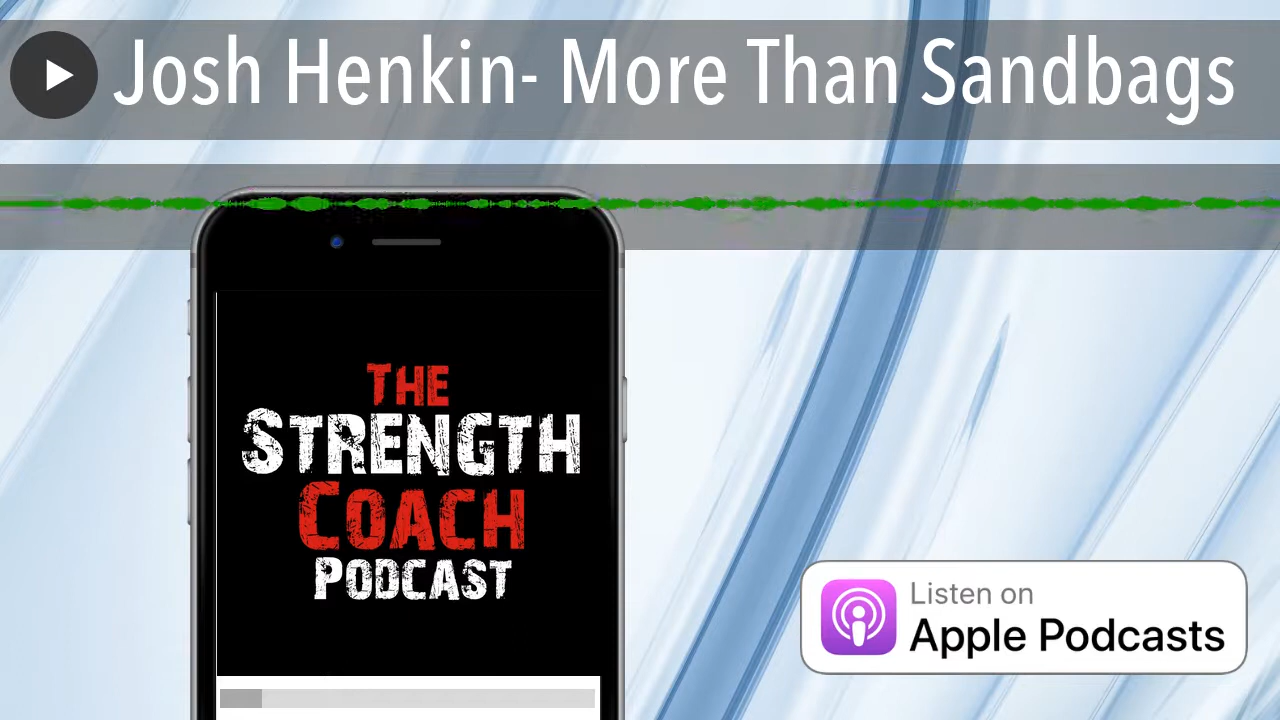 Josh Henkin- More Than Sandbags
THE
STRENGTH
COACH
PODCAST
Listen on
Apple Podcasts